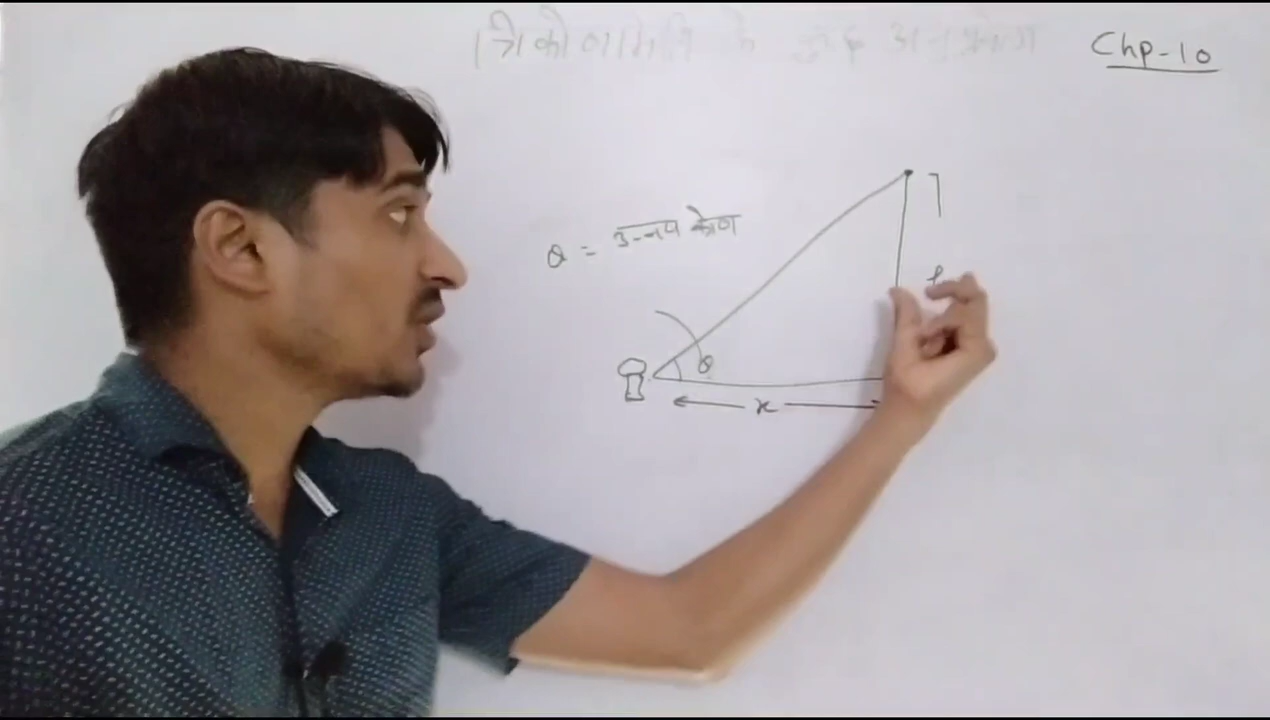 त्रिकोणमिति के कुछ अनुप्रयोग
Chp-10
θ = उन्नयन कोण
θ
x